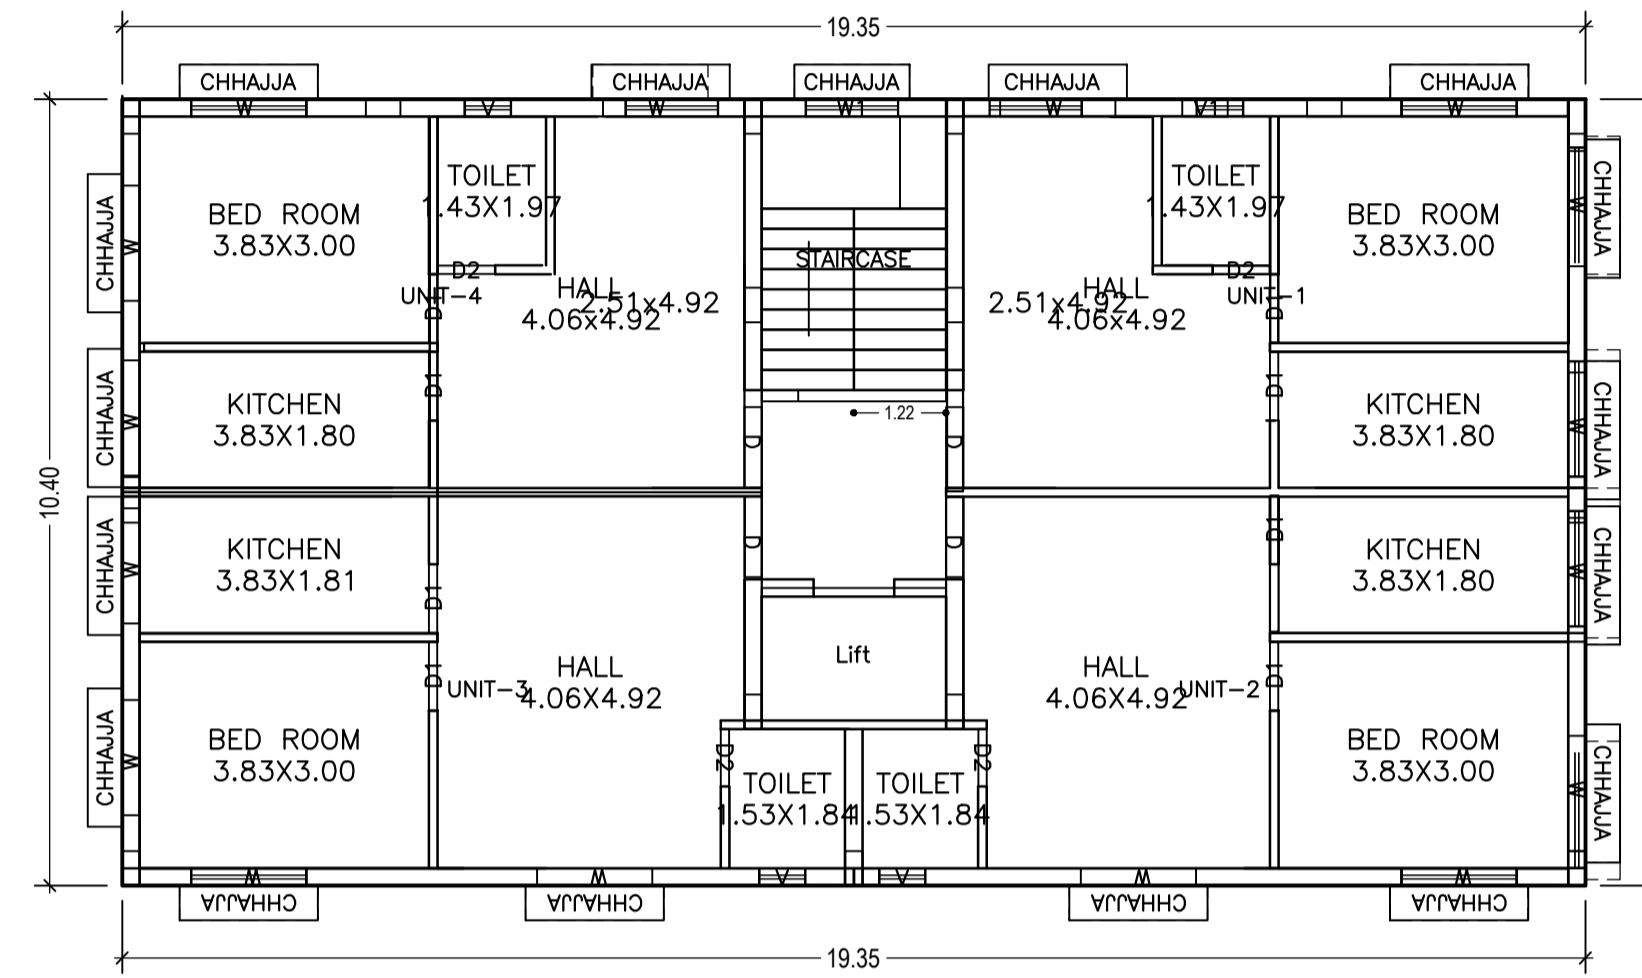 19.35
CHHAJJA
CHHAJJA
CHHAJJA
CHHAJJA
CHHAJJA
W
V
W
W1
W
V1
W
CHHAJJA
W
BED ROOM
3.83X3.00
TOILET
1.43X1.97
D2
UNIT-4
D1
HALL
4.06x4.92
2.51x4.92
STAIRCASE
2.51x4.92
HALL
4.06x4.92
TOILET
1.43X1.97
D2
UNIT-1
D1
BED ROOM
3.83X3.00
W
CHHAJJA
CHHAJJA
W
KITCHEN
3.83X1.80
D1
D
1.22
D
D1
KITCHEN
3.83X1.80
W
CHHAJJA
10.40
CHHAJJA
W
KITCHEN
3.83X1.81
D1
D
D
D1
KITCHEN
3.83X1.80
W
CHHAJJA
CHHAJJA
W
BED ROOM
3.83X3.00
D1
UNIT-3
HALL
4.06X4.92
Lift
HALL
4.06X4.92
UNIT-2
D1
BED ROOM
3.83X3.00
W
CHHAJJA
D2
TOILET
1.53X1.84
TOILET
1.53X1.84
D2
W
W
V
V
W
W
CHHAJJA
CHHAJJA
CHHAJJA
CHHAJJA
19.35